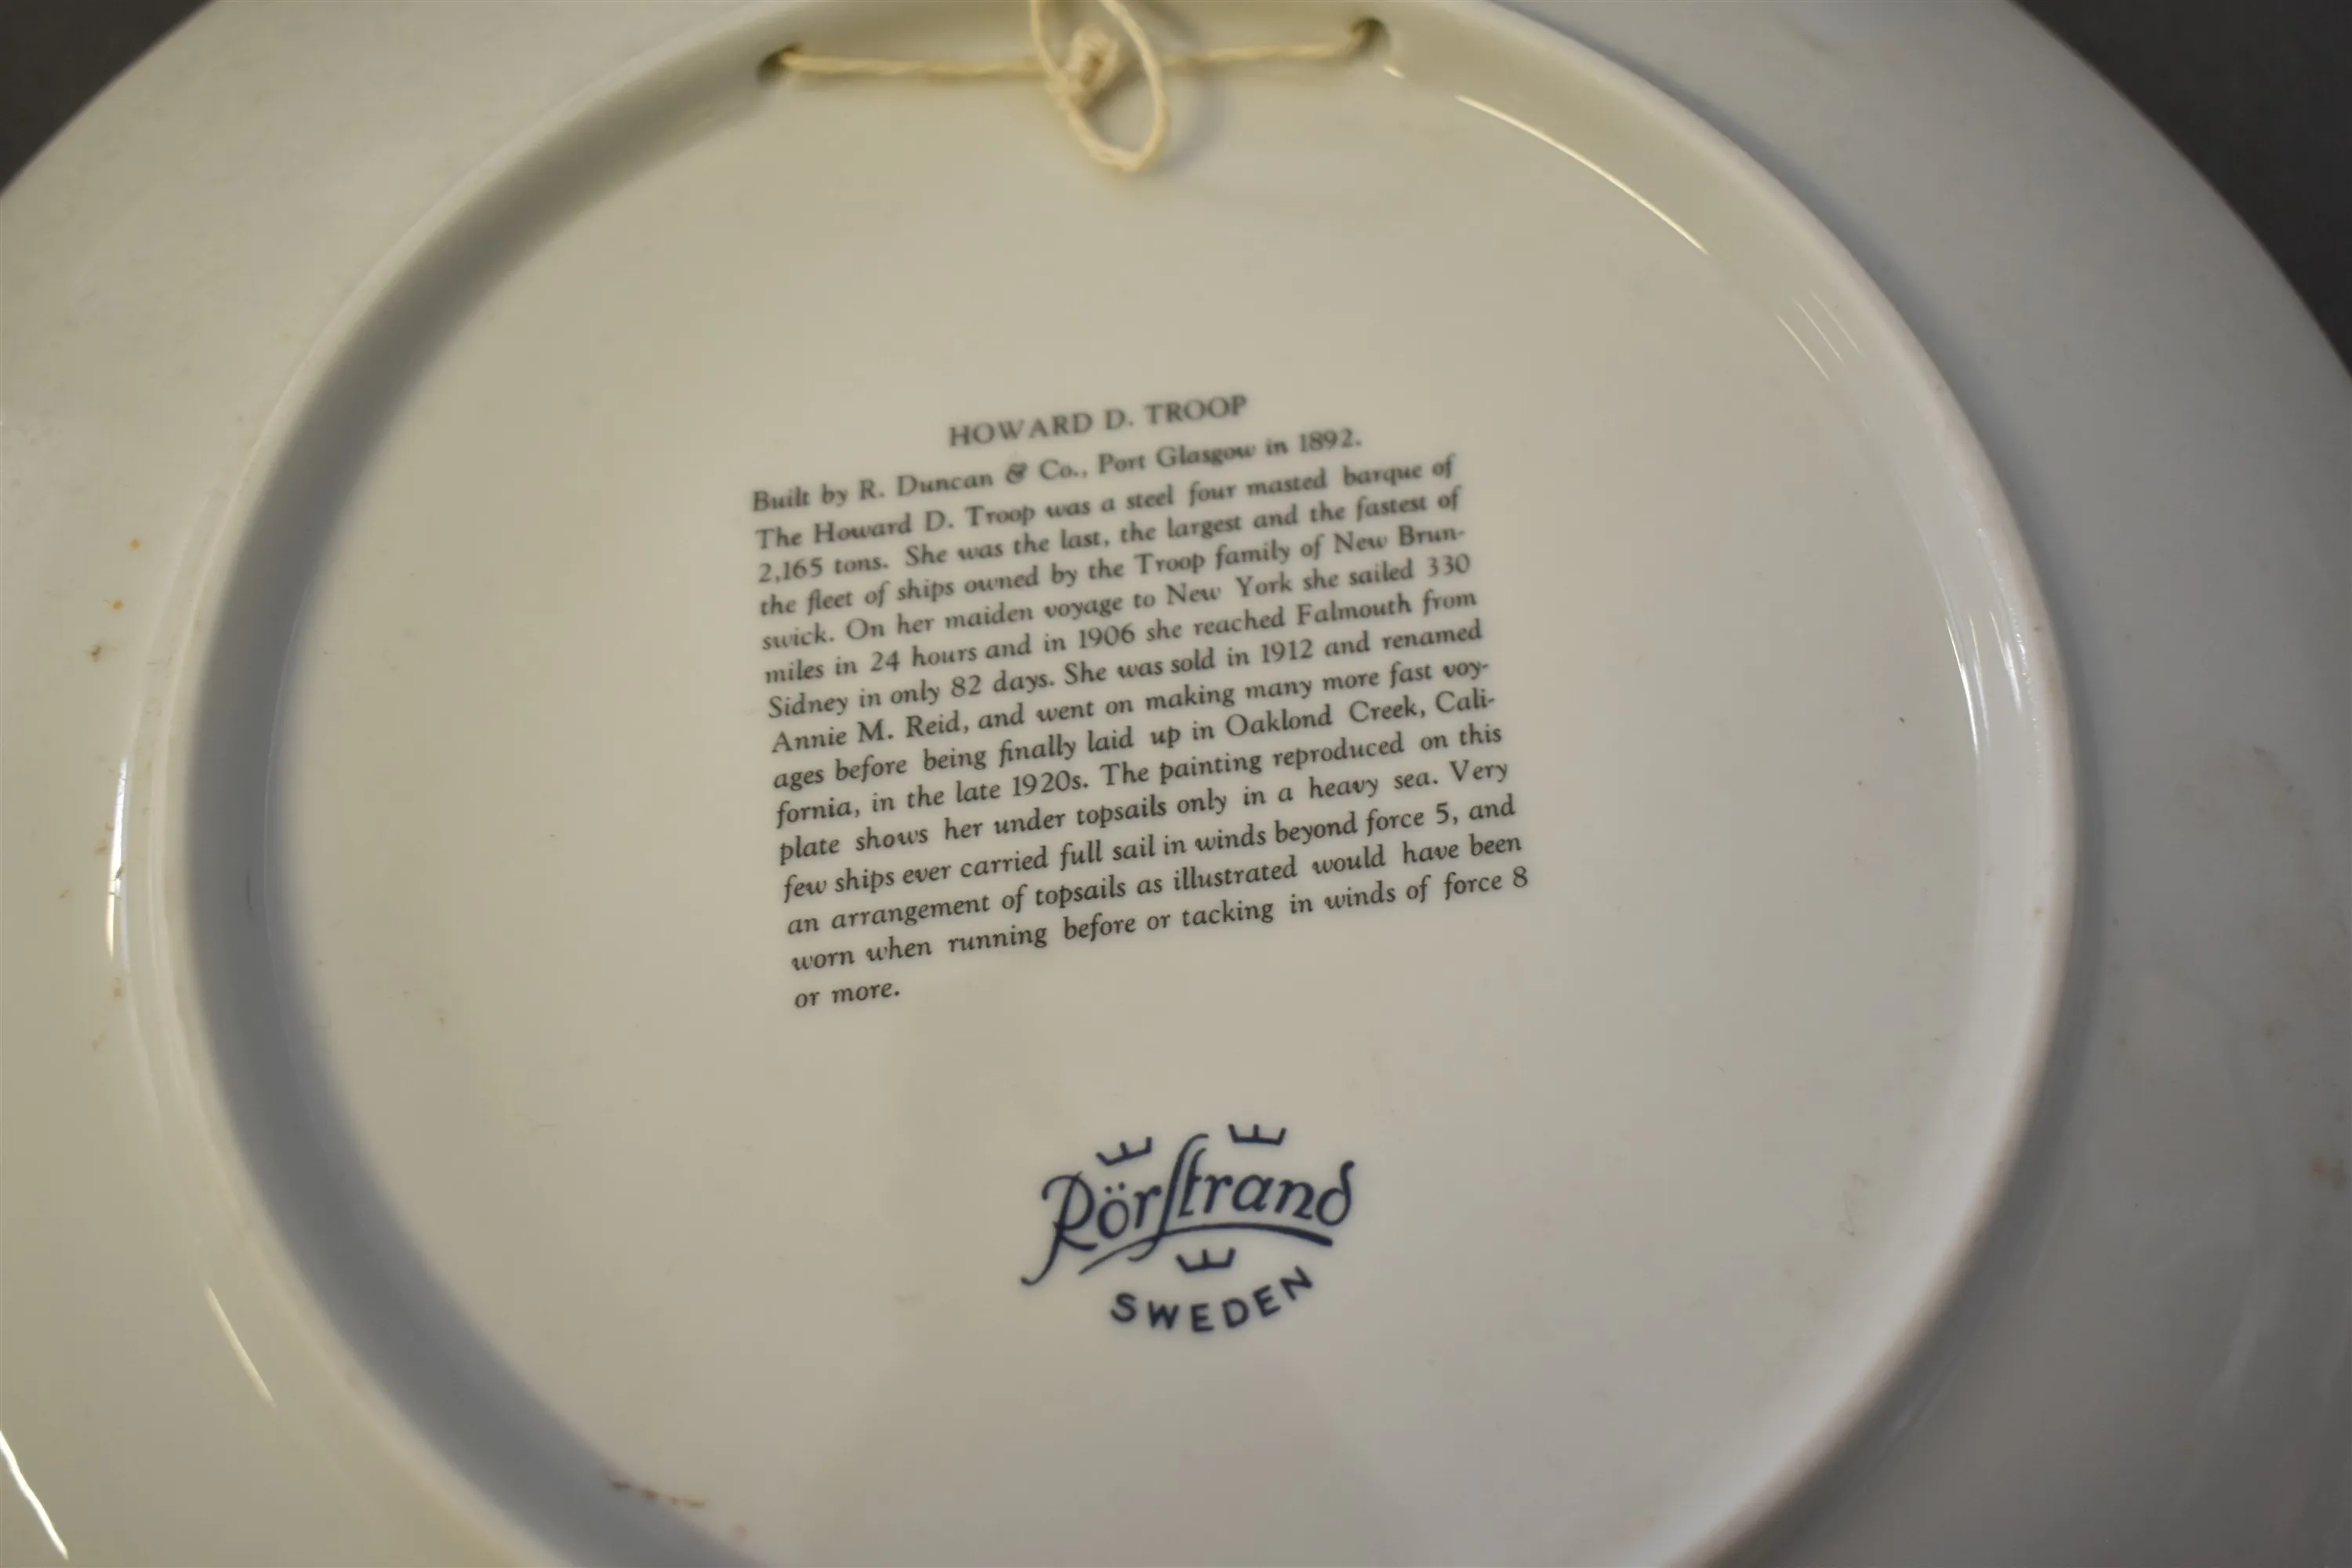 HOWARD D. TROOP
Built by R. Duncan & Co., Port Glasgow in 1892.
The Howard D. Troop was a steel four masted barque of
2,165 tons. She was the last, the largest and the fastest of
the fleet of ships owned by the Troop family of New Brun-
swick. On her maiden voyage to New York she sailed 330
miles in 24 hours and in 1906 she reached Falmouth from
Sidney in only 82 days. She was sold in 1912 and renamed
Annie M. Reid, and went on making many more fast voy-
ages before being finally laid up in Oaklond Creek, Cali-
fornia, in the late 1920s. The painting reproduced on this
plate shows her under topsails only in a heavy sea. Very
few ships ever carried full sail in winds beyond force 5, and
an arrangement of topsails as illustrated would have been
worn when running before or tacking in winds of force 8
or more.
Rörstrand
SWEDEN